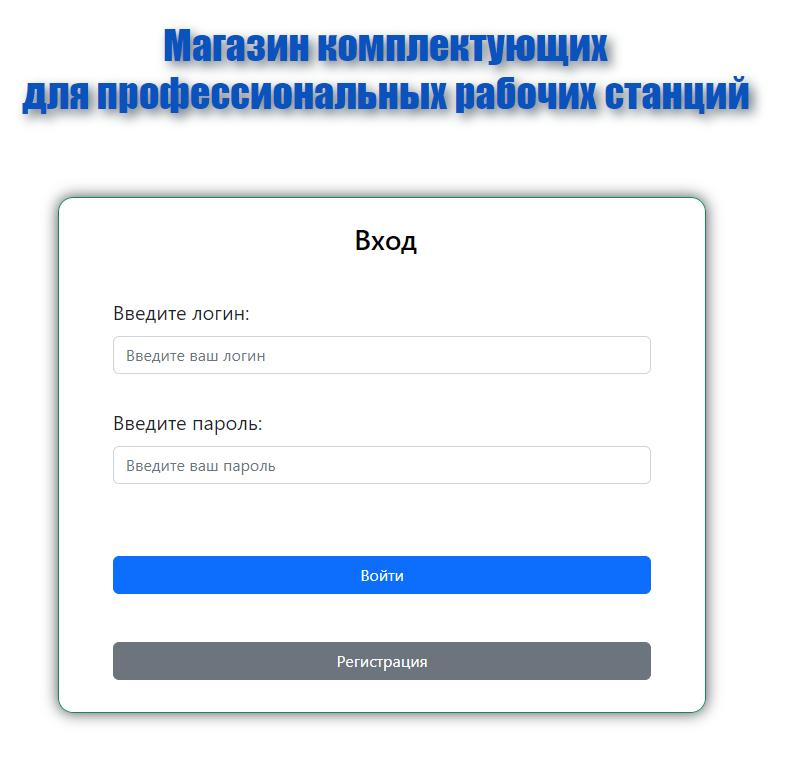 Магазин комплектующих
для профессиональных рабочих станций
Вход
Введите логин:
Введите ваш логин
Введите пароль:
Введите ваш пароль
Войти
Регистрация